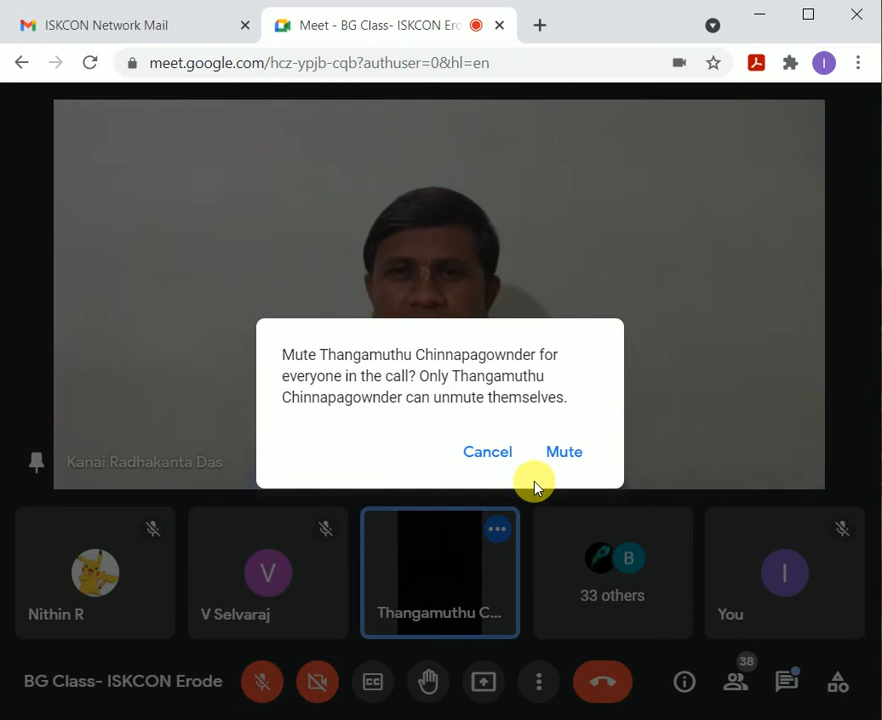 ISKCON Network Mail
Meet - BG Class- ISKCON Erc
meet.google.com/hcz-ypjb-cqb?authuser=0&hl=en
I
Mute Thangamuthu Chinnapagownder for
everyone in the call? Only Thangamuthu
Chinnapagownder can unmute themselves.
Cancel
Mute
Kanai Radhakanta Das
Nithin R
V
V Selvaraj
Thangamuthu C...
B
33 others
I
You
BG Class- ISKCON Erode
CC
38